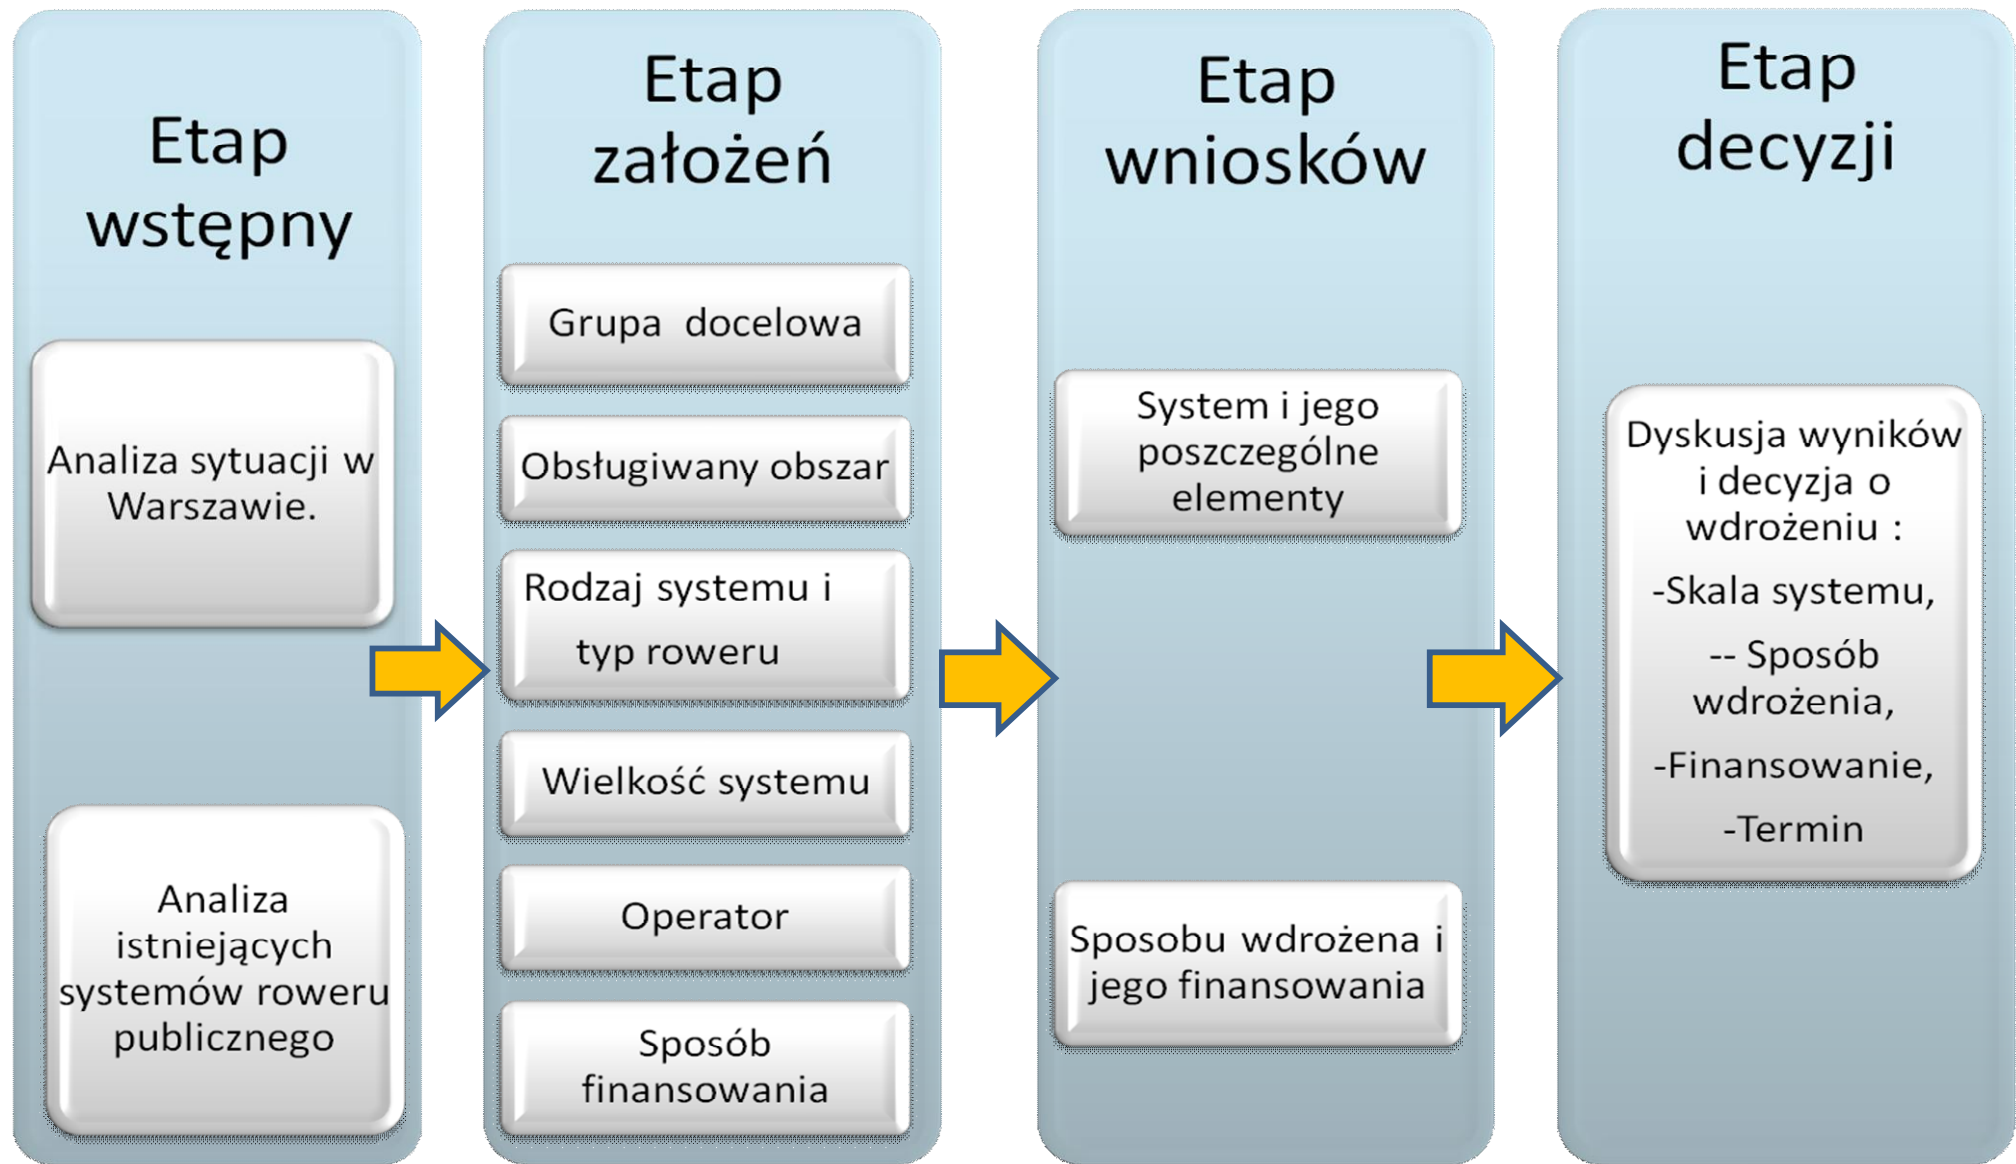 Etap
wstępny
Analiza sytuacji w
Warszawie.
Analiza
istniejących
systemów roweru
publicznego
Etap
założeń
Grupa  docelowa
Obsługiwany obszar
Rodzaj systemu i
typ roweru
Wielkość systemu
Operator
Sposób
finansowania
Etap
wniosków
System i jego
poszczególne
elementy
Sposobu wdrożena i
jego finansowania
Etap
decyzji
Dyskusja wyników
i decyzja o
wdrożeniu :
-Skala systemu,
-- Sposób
wdrożenia,
-Finansowanie,
-Termin